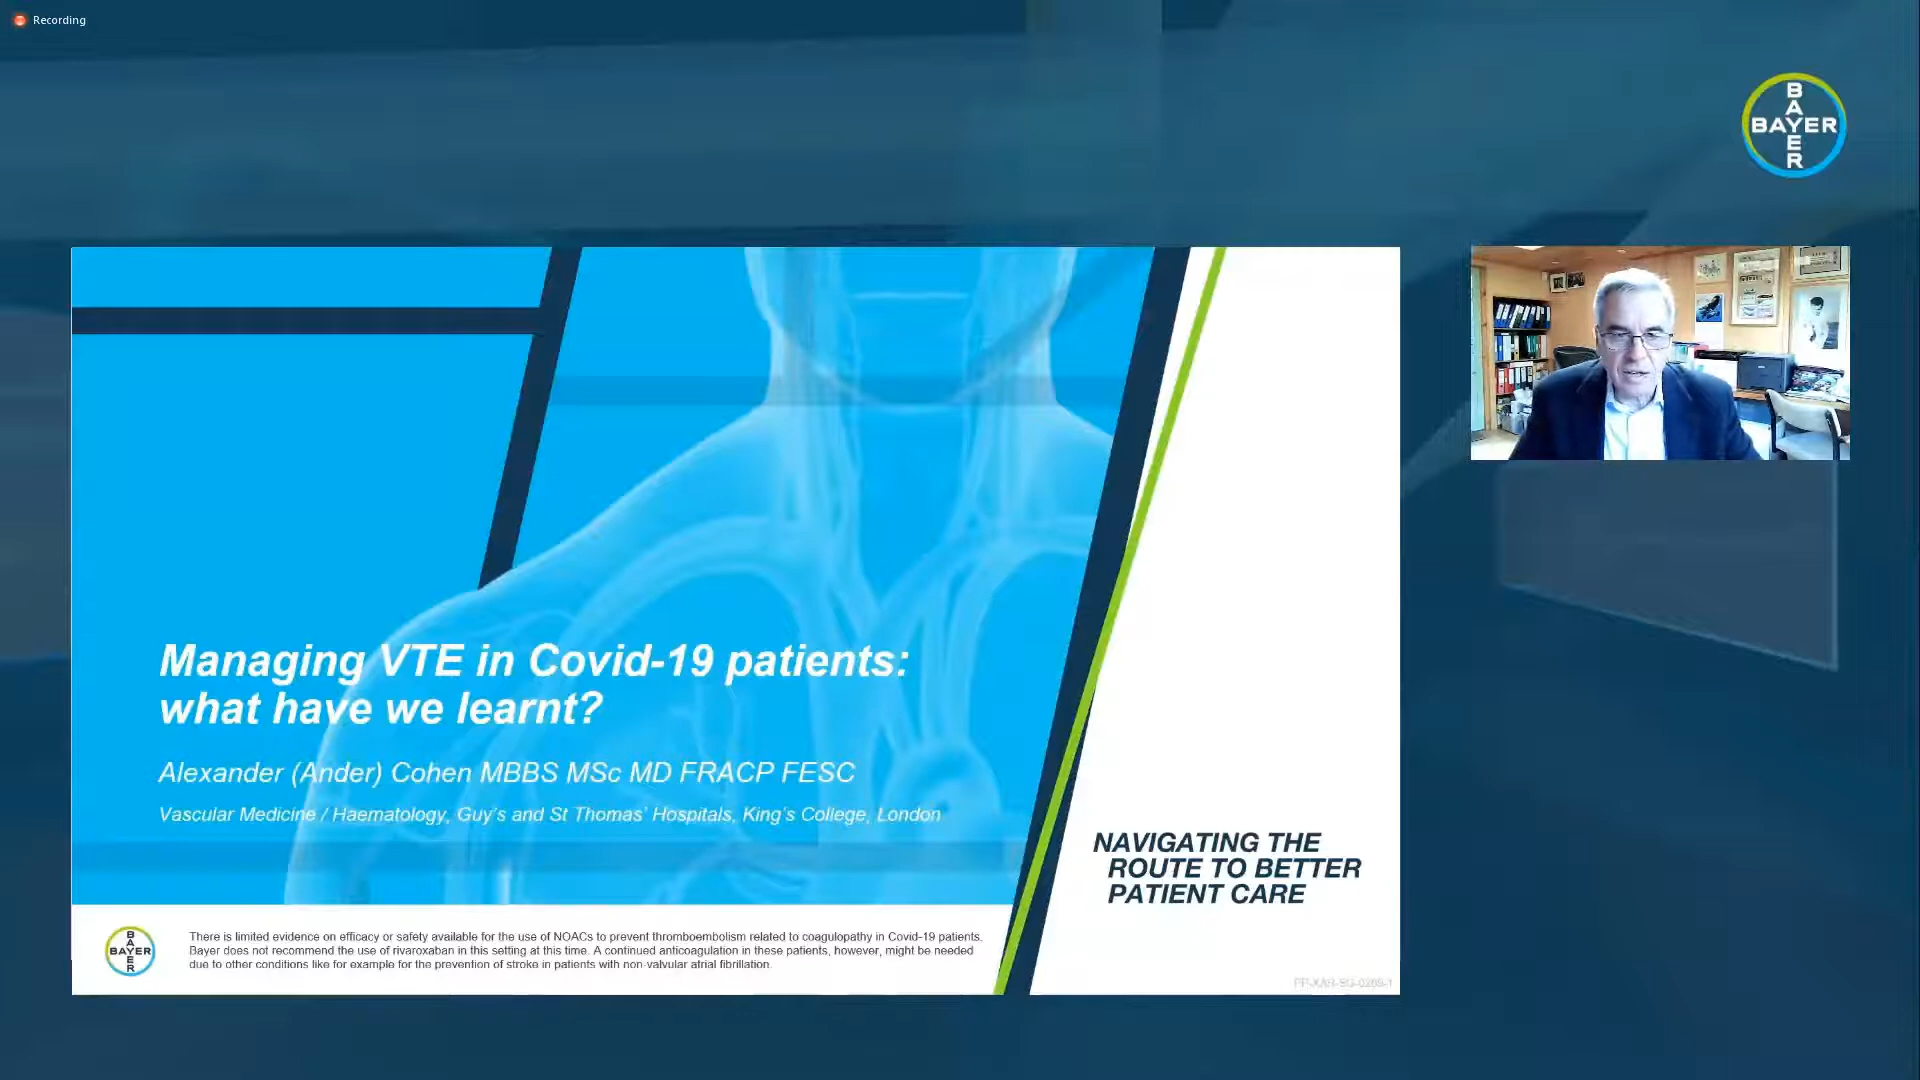 Recording
BAYER
BAYER
Managing VTE in Covid-19 patients:
what have we learnt?
Alexander (Ander) Cohen MBBS MSc MD FRACP FESC
Vascular Medicine / Haematology, Guy's and St Thomas' Hospitals, King's College, London
NAVIGATING THE
ROUTE TO BETTER
PATIENT CARE
BAYER
BAYER
There is limited evidence on efficacy or safety available for the use of NOACs to prevent thromboembolism related to coagulopathy in Covid-19 patients.
Bayer does not recommend the use of rivaroxaban in this setting at this time. A continued anticoagulation in these patients, however, might be needed
due to other conditions like for example for the prevention of stroke in patients with non-valvular atrial fibrillation.